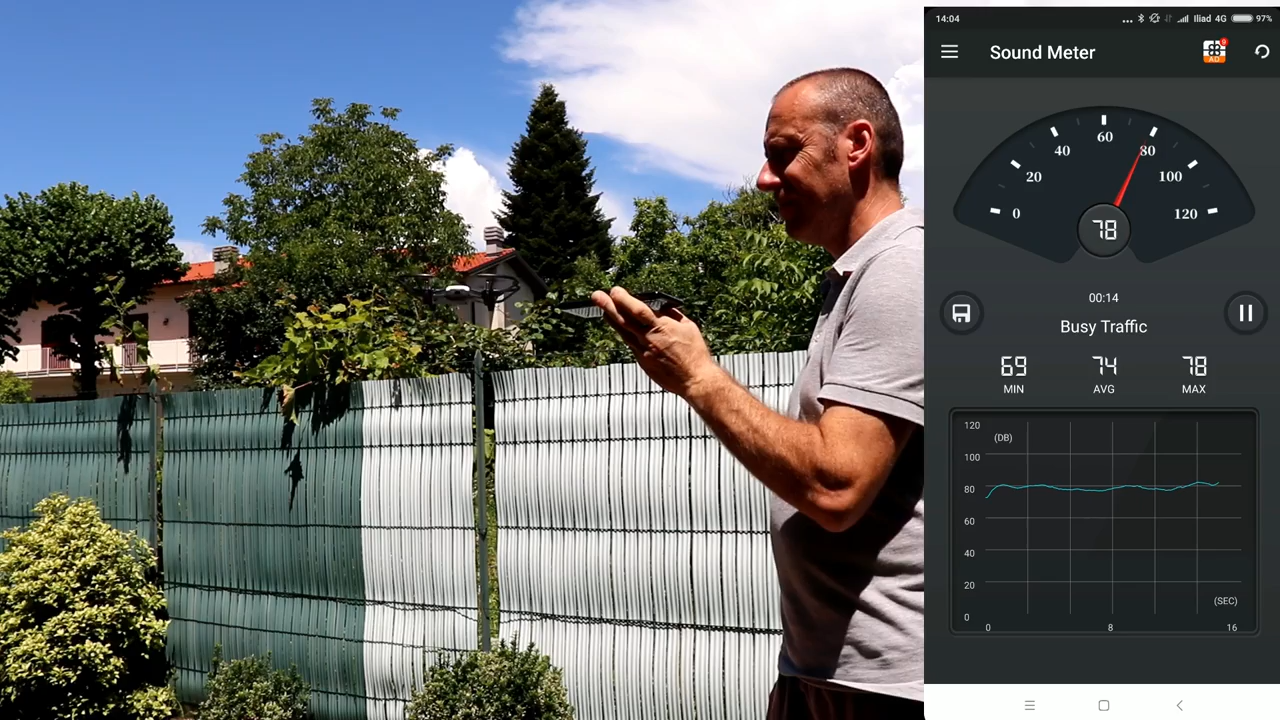 14:04 ... Iliad 4G 97%
Sound Meter
9
AD
0 20 40 60 80 100 120
78
00:14
Busy Traffic
69 74 78
MIN AVG MAX
120
(DB)
100
80
60
40
20
(SEC)
0
0 8 16